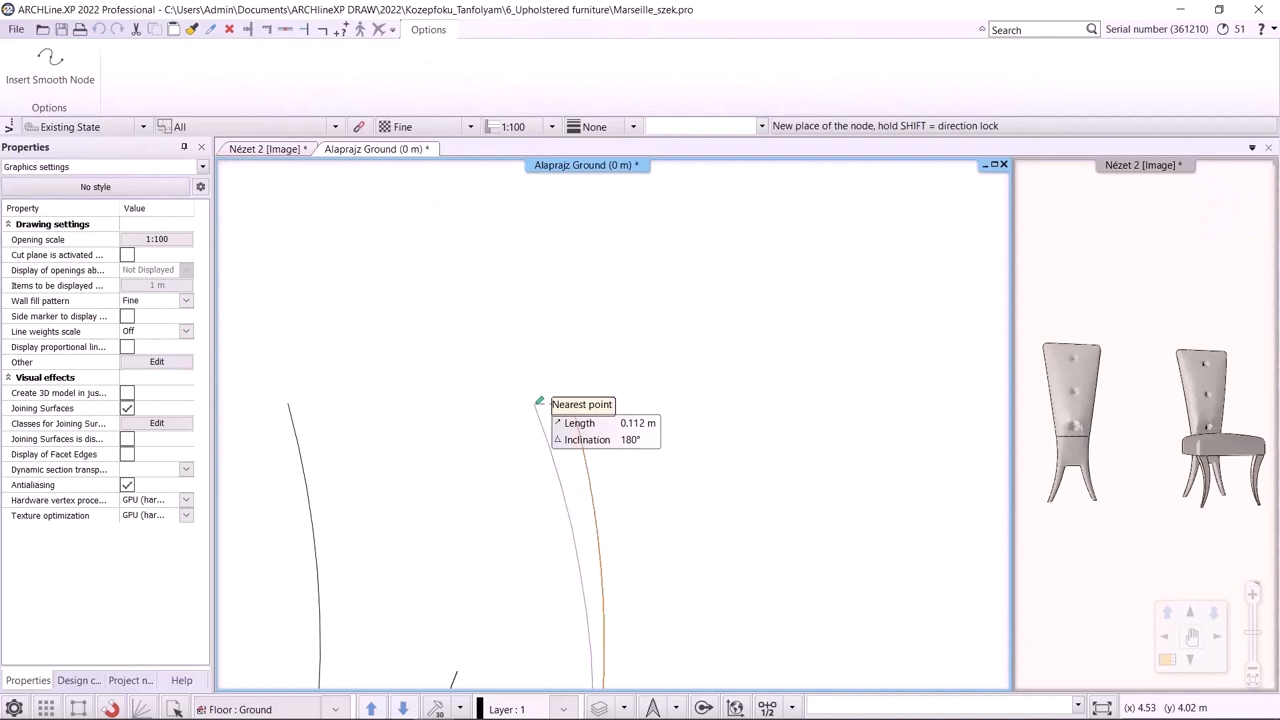 ARCHLine.XP 2022 Professional - C:\Users\Admin\Documents\ARCHlineXP DRAW\2022\Kozepfoku_Tanfolyam\6_Upholstered furniture\Marseille_szek.pro
File
Options
Search
Serial number (361210)
51
Insert Smooth Node
Options
Existing State
All
Fine
1:100
None
New place of the node, hold SHIFT = direction lock
Properties
Nézet 2 [Image] *
Alaprajz Ground (0 m) *
Graphics settings
Alaprajz Ground (0 m) *
Nézet 2 [Image] *
No style
Property Value
Drawing settings
Opening scale 1:100
Cut plane is activated ...
Display of openings ab... Not Displayed
Items to be displayed ... 1 m
Wall fill pattern Fine
Side marker to display ...
Line weights scale Off
Display proportional lin...
Other Edit
Visual effects
Create 3D model in jus...
Joining Surfaces
Classes for Joining Sur... Edit
Joining Surfaces is dis...
Display of Facet Edges
Dynamic section transp...
Antialiasing
Hardware vertex proce... GPU (har...
Texture optimization GPU (har...
Nearest point
Length 0.112 m
Inclination 180°
Properties
Design c...
Project n...
Help
Floor : Ground
Layer : 1
(x) 4.53 (y) 4.02 m